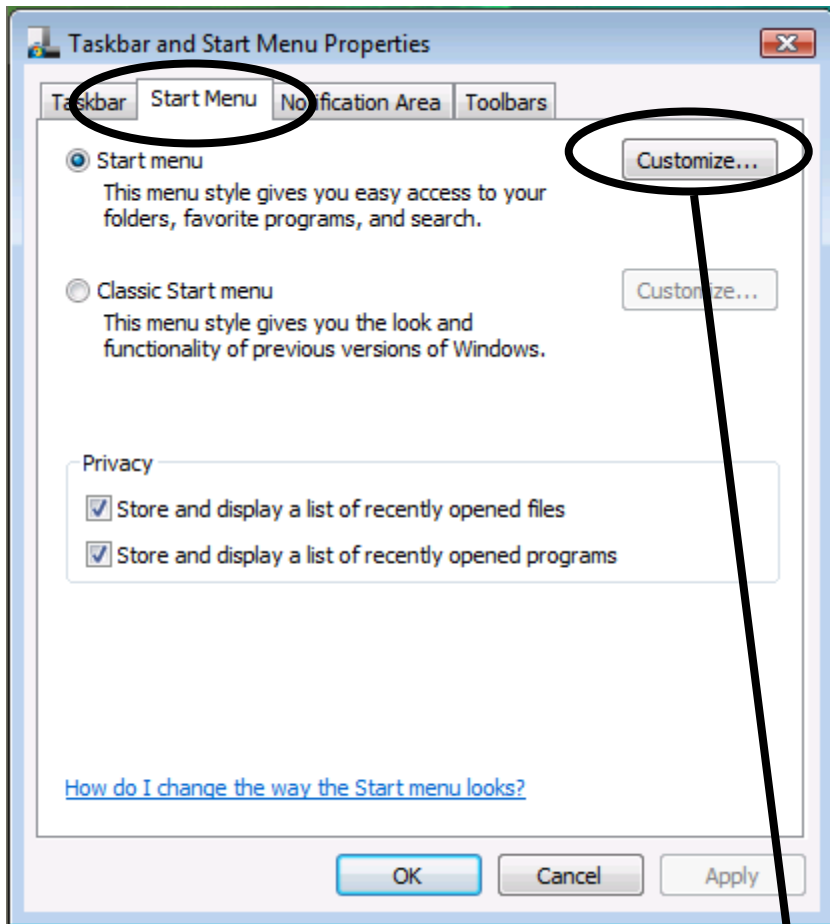 Taskbar and Start Menu Properties
Taskbar Start Menu Notification Area Toolbars
Start menu Customize...
This menu style gives you easy access to your
folders, favorite programs, and search.
Classic Start menu Customize...
This menu style gives you the look and
functionality of previous versions of Windows.
Privacy
Store and display a list of recently opened files
Store and display a list of recently opened programs
How do I change the way the Start menu looks?
OK Cancel Apply